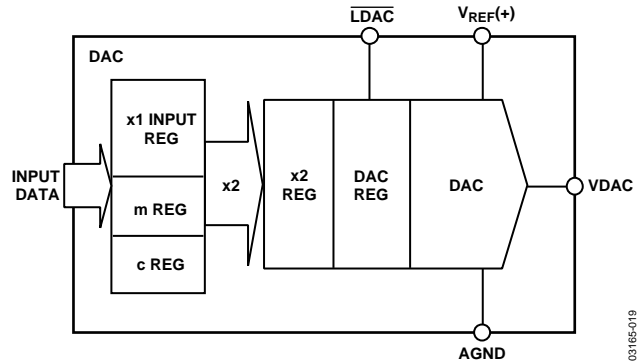 LDAC
VREF(+)
DAC
x1 INPUT
REG
INPUT
DATA
x2
x2
REG
DAC
REG
DAC
VDAC
m REG
c REG
AGND
03165-019